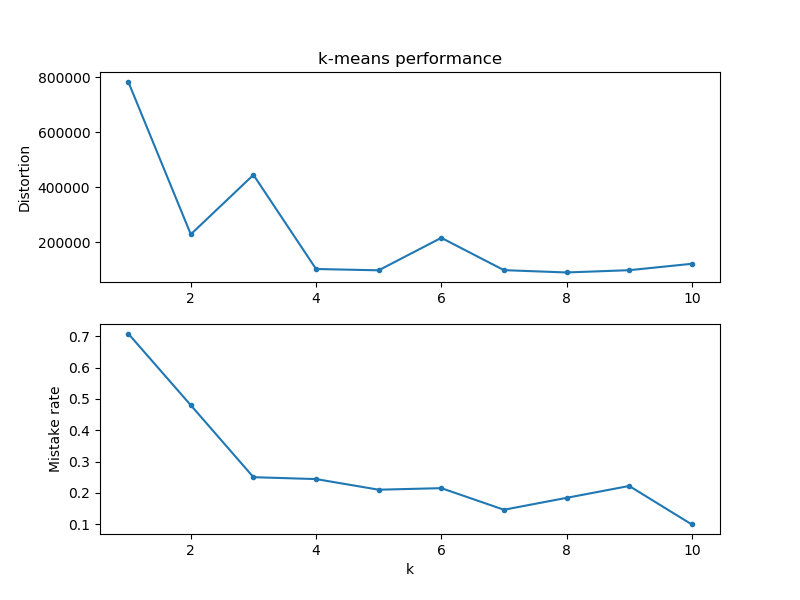 k-means performance
800000
600000
400000
200000
Distortion
2 4 6 8 10
0.7
0.6
0.5
0.4
0.3
0.2
0.1
Mistake rate
2 4 6 8 10
k